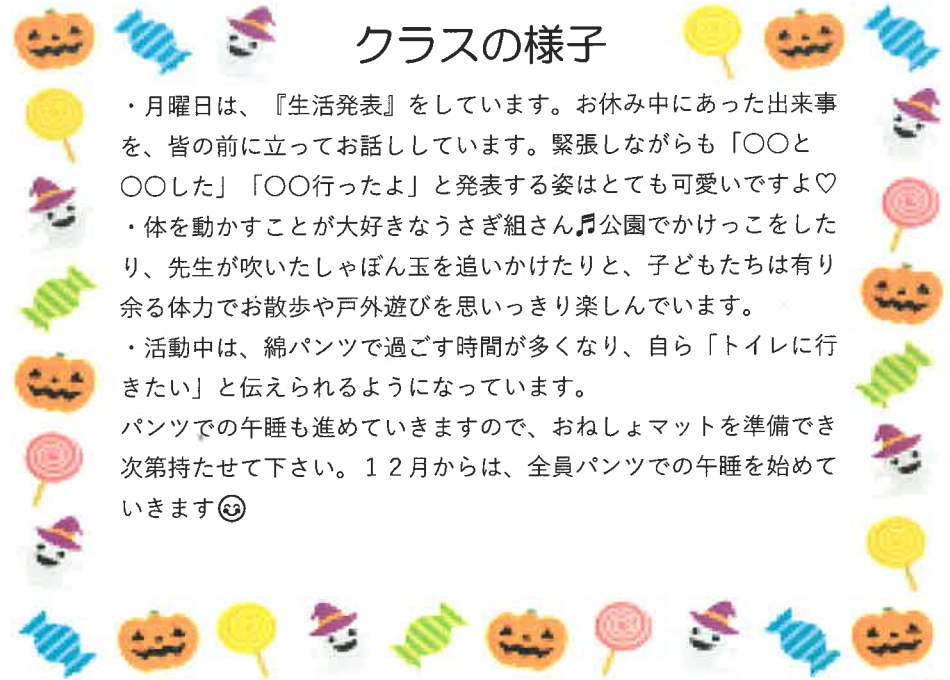 クラスの様子
・月曜日は、『生活発表』をしています。お休み中にあった出来事
を、皆の前に立ってお話ししています。緊張しながらも「〇〇と
〇〇した」「〇〇行ったよ」と発表する姿はとても可愛いですよ♡
・体を動かすことが大好きなうさぎ組さん♬公園でかけっこをした
り、先生が吹いたしゃぼん玉を追いかけたりと、子どもたちは有り
余る体力でお散歩や戸外遊びを思いっきり楽しんでいます。
・活動中は、綿パンツで過ごす時間が多くなり、自ら「トイレに行
きたい」と伝えられるようになっています。
パンツでの午睡も進めていきますので、おねしょマットを準備でき
次第持たせて下さい。１２月からは、全員パンツでの午睡を始めて
いきます😊